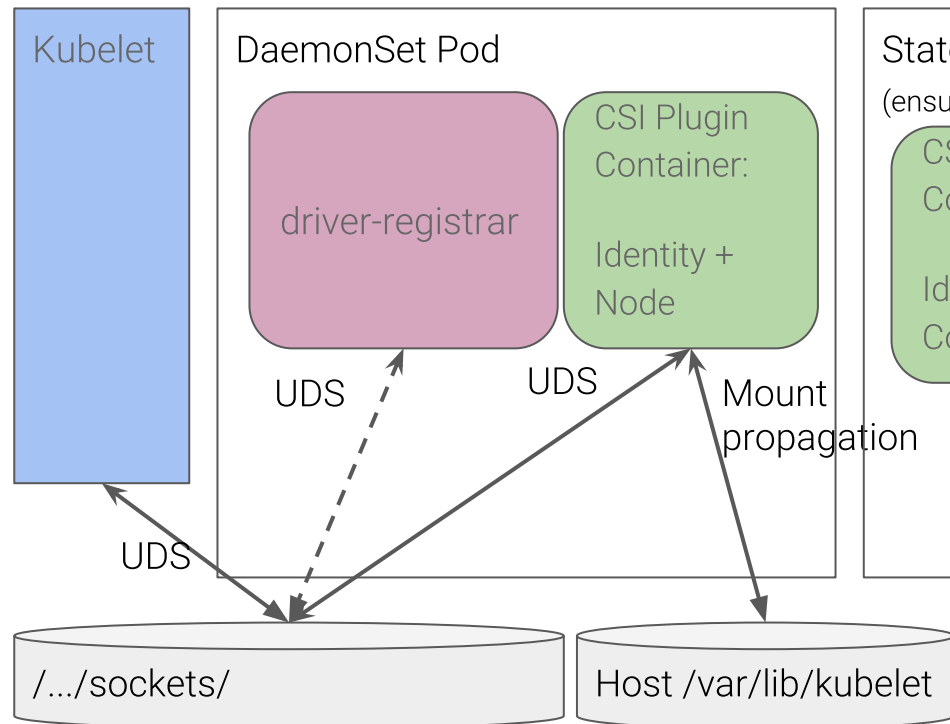 Kubelet
DaemonSet Pod
driver-registrar
CSI Plugin
Container:
Identity +
Node
UDS
UDS
Mount
propagation
UDS
/.../sockets/
Host /var/lib/kubelet